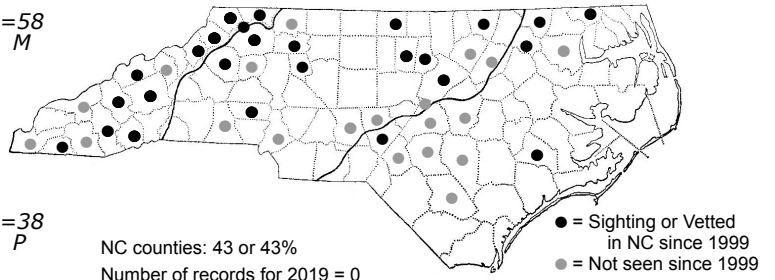 =58
M
=38
P
NC counties: 43 or 43%
Number of records for 2019 = 0
= Sighting or Vetted
in NC since 1999
= Not seen since 1999